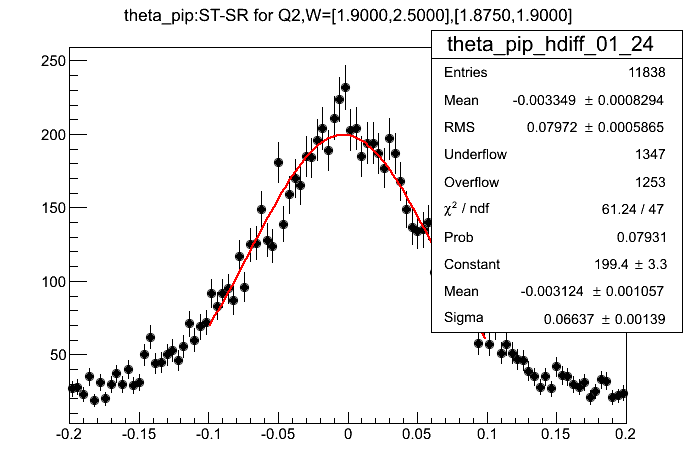 theta_pip:ST-SR for Q2,W=[1.9000,2.5000],[1.8750,1.9000]
theta_pip_hdiff_01_24
Entries 11838
Mean -0.003349 ± 0.0008294
RMS 0.07972 ± 0.0005865
Underflow 1347
Overflow 1253
χ² / ndf 61.24 / 47
Prob 0.07931
Constant 199.4 ± 3.3
Mean -0.003124 ± 0.001057
Sigma 0.06637 ± 0.00139
250
200
150
100
50
-0.2 -0.15 -0.1 -0.05 0 0.05 0.1 0.15 0.2